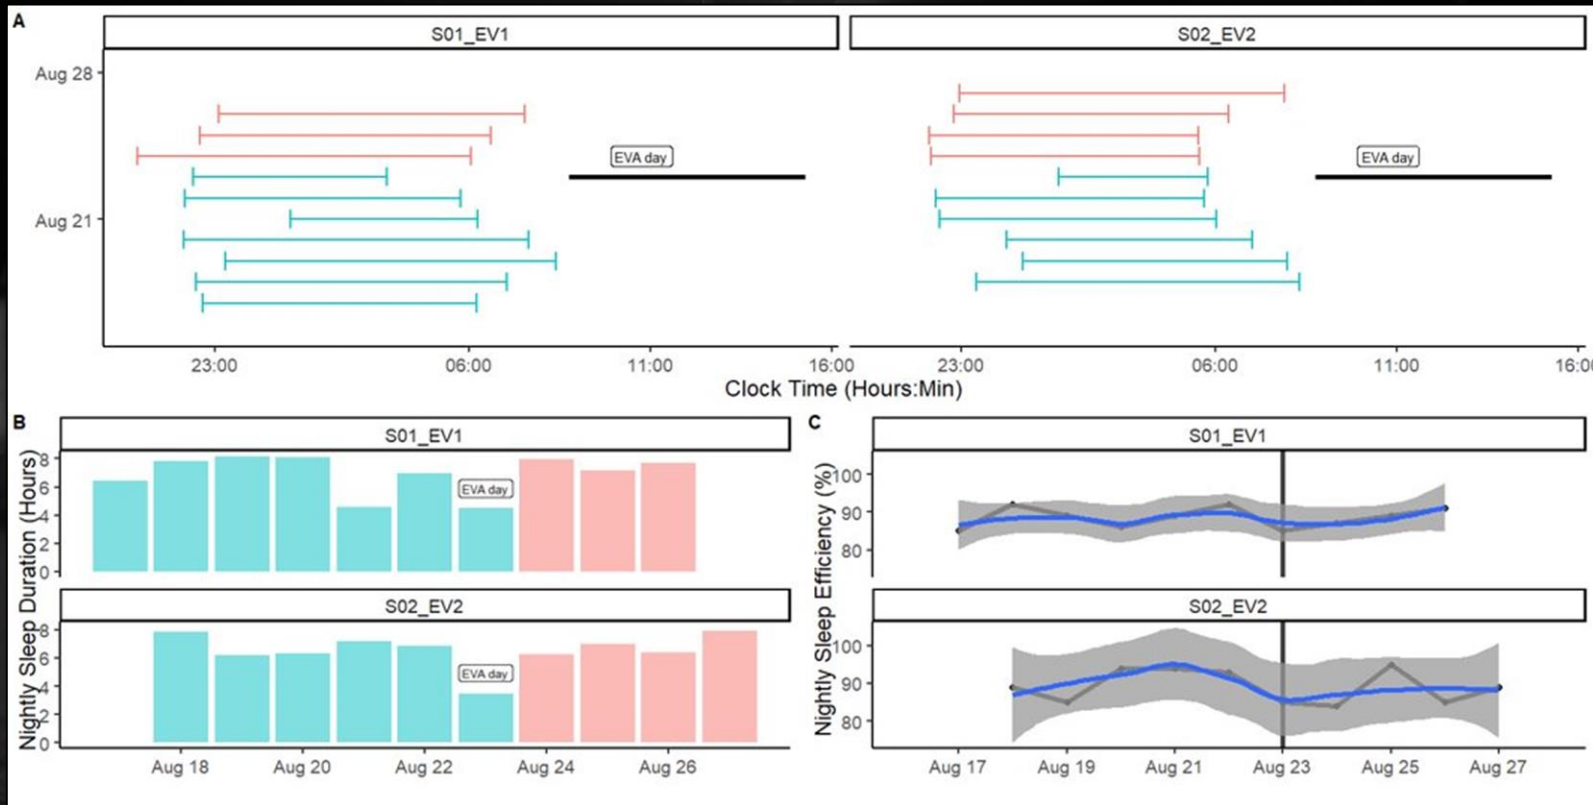 A
S01_EV1
S02_EV2
Aug 28
Aug 21
EVA day
EVA day
23:00
06:00
11:00
16:00
23:00
06:00
11:00
16:00
Clock Time (Hours:Min)
B
S01_EV1
8
6
4
2
0
EVA day
S02_EV2
8
6
4
2
0
EVA day
Nightly Sleep Duration (Hours)
Aug 18
Aug 20
Aug 22
Aug 24
Aug 26
C
S01_EV1
100
90
80
S02_EV2
100
90
80
Nightly Sleep Efficiency (%)
Aug 17
Aug 19
Aug 21
Aug 23
Aug 25
Aug 27